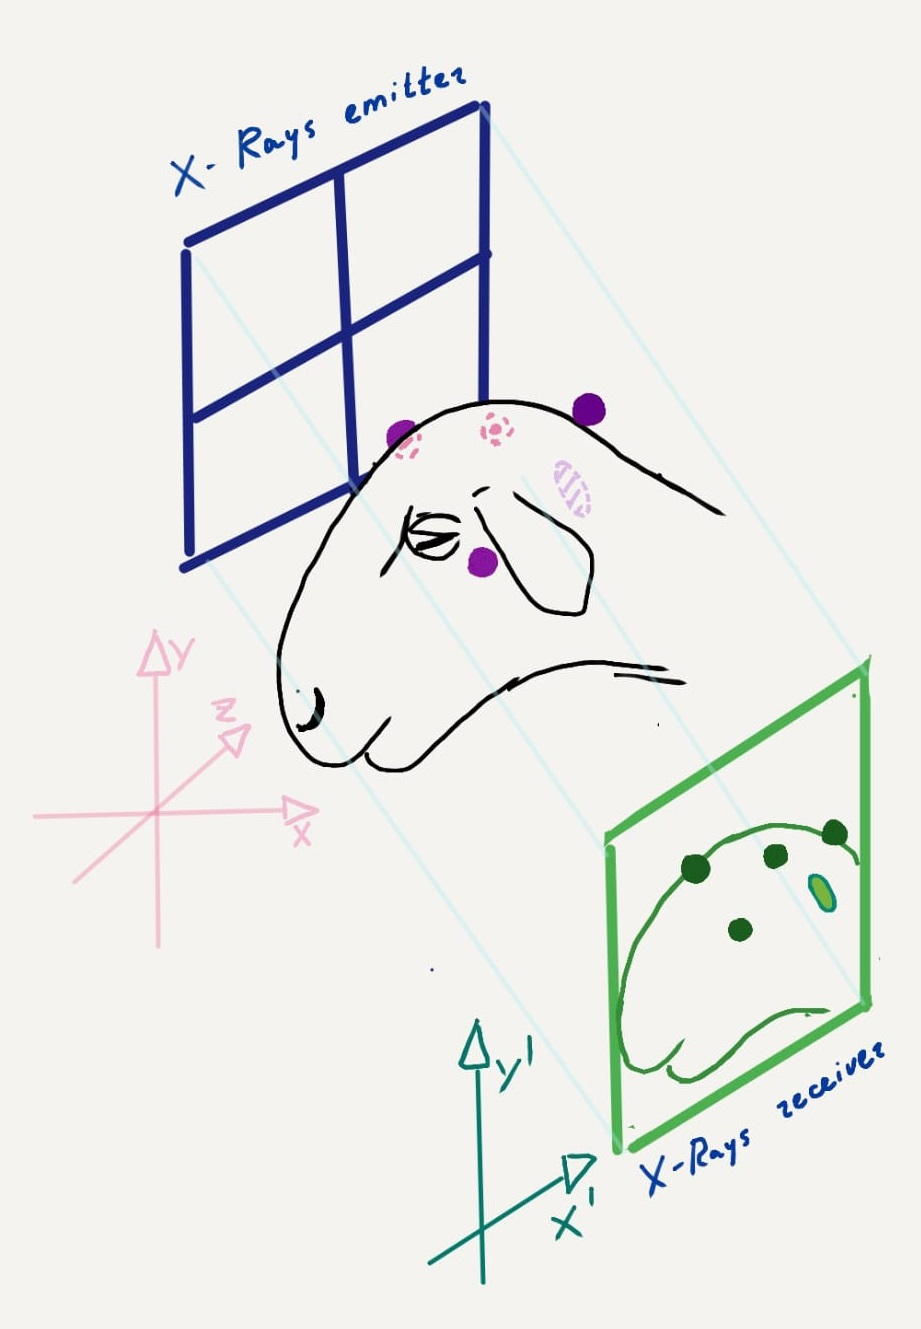 X-Rays emitter
Y
Z
X
y'
x'
X-Rays receiver